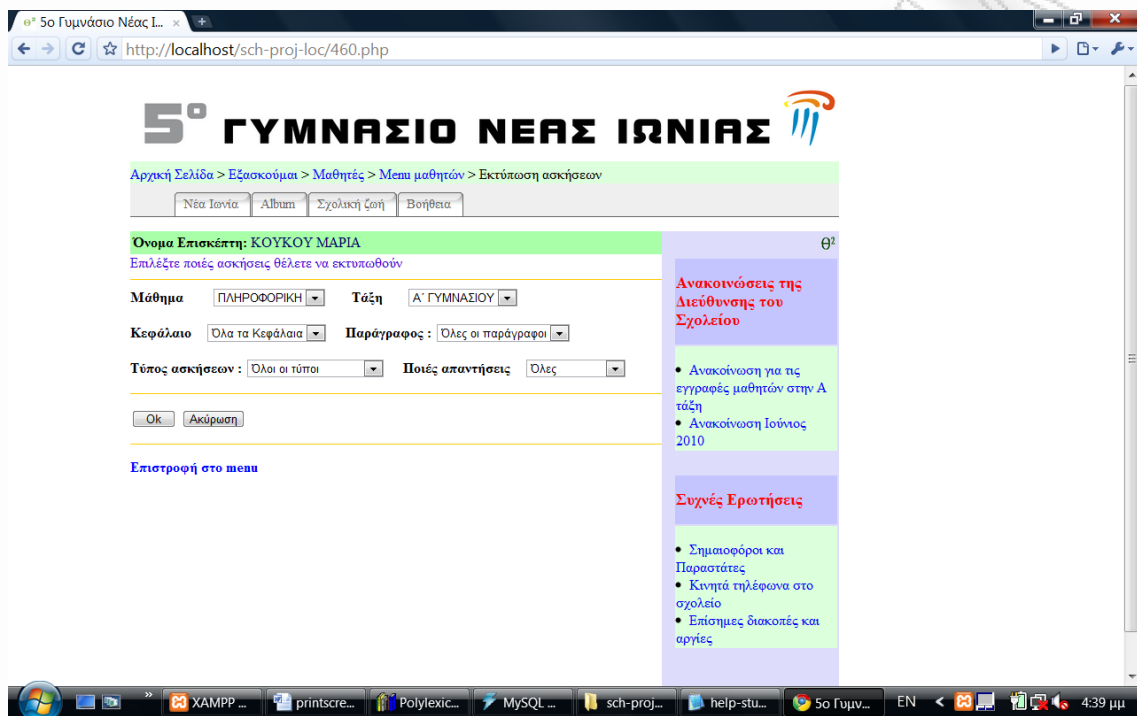 θ² 5ο Γυμνάσιο Νέας Ι...
http://localhost/sch-proj-loc/460.php
5° ΓΥΜΝΑΣΙΟ ΝΕΑΣ ΙΩΝΙΑΣ
Αρχική Σελίδα > Εξασκούμαι > Μαθητές > Menu μαθητών > Εκτύπωση ασκήσεων
Νέα Ιωνία Album Σχολική ζωή Βοήθεια
Όνομα Επισκέπτη: ΚΟΥΚΟΥ ΜΑΡΙΑ
θ²
Επιλέξτε ποιές ασκήσεις θέλετε να εκτυπωθούν
Μάθημα ΠΛΗΡΟΦΟΡΙΚΗ Τάξη Α΄ ΓΥΜΝΑΣΙΟΥ
Κεφάλαιο Όλα τα Κεφάλαια Παράγραφος : Όλες οι παράγραφοι
Τύπος ασκήσεων : Όλοι οι τύποι Ποιές απαντήσεις Όλες
Ok Ακύρωση
Επιστροφή στο menu
Ανακοινώσεις της
Διεύθυνσης του
Σχολείου
• Ανακοίνωση για τις
εγγραφές μαθητών στην Α
τάξη
• Ανακοίνωση Ιούνιος
2010
Συχνές Ερωτήσεις
• Σημαιοφόροι και
Παραστάτες
• Κινητά τηλέφωνα στο
σχολείο
• Επίσημες διακοπές και
αργίες
XAMPP ... printscre... Polylexic... MySQL ... sch-proj... help-stu... 5ο Γυμν... EN 4:39 μμ